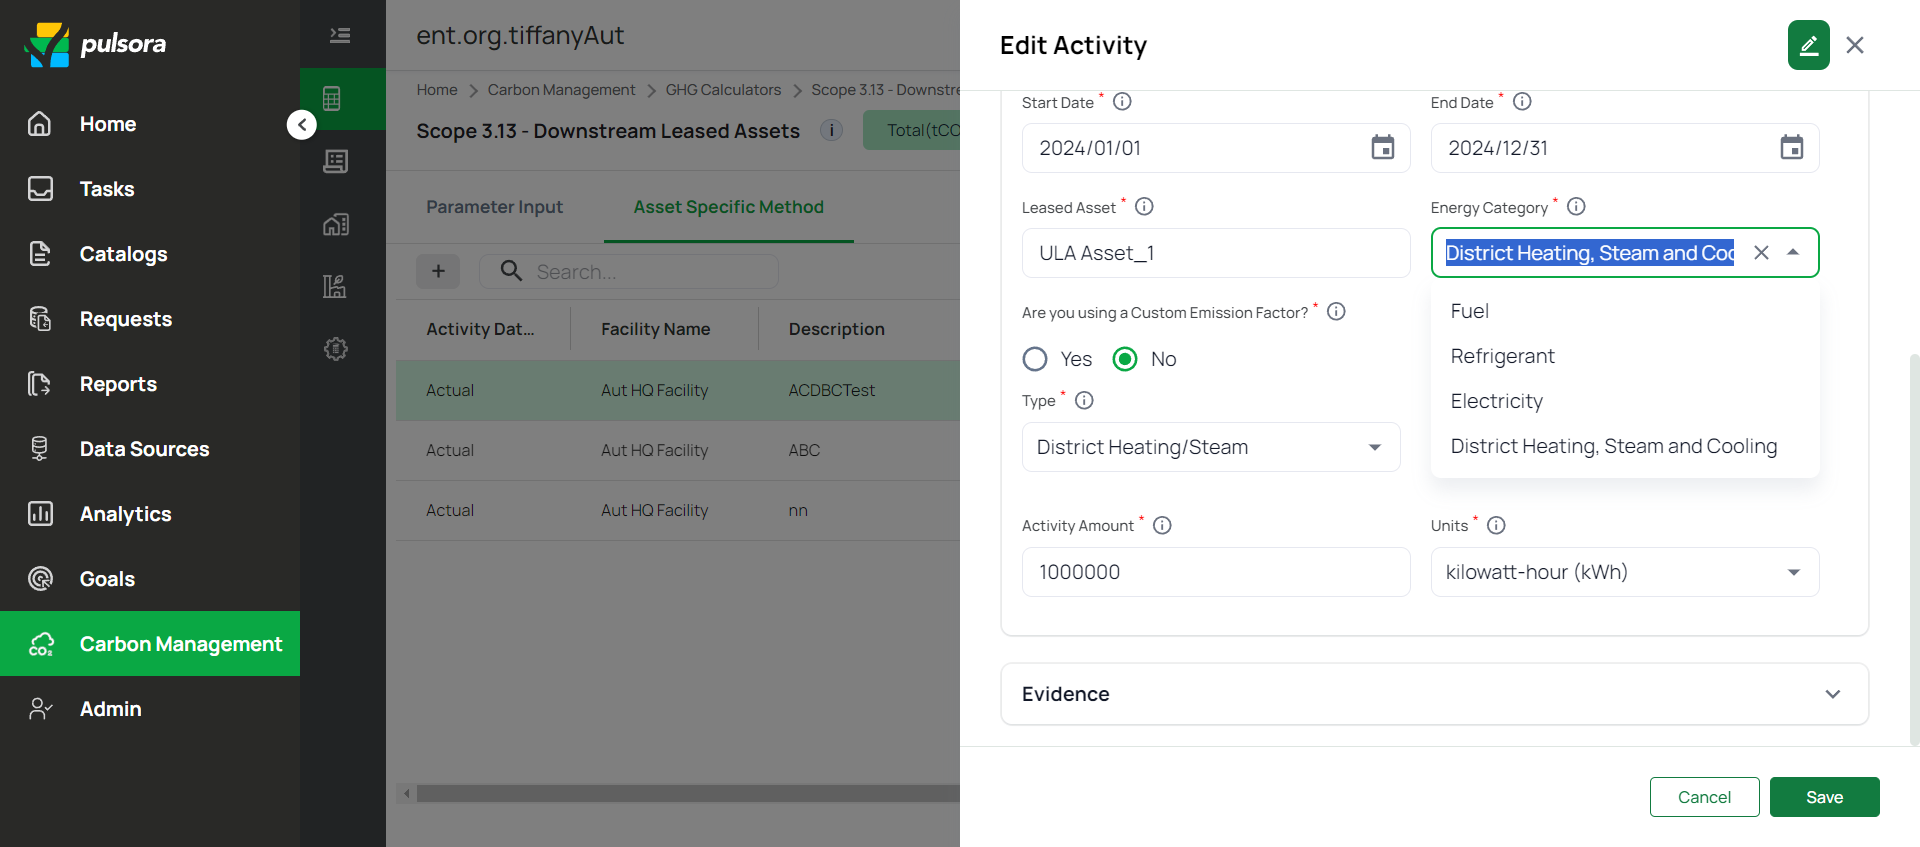 pulsora
Home
Tasks
Catalogs
Requests
Reports
Data Sources
Analytics
Goals
Carbon Management
Admin
ent.org.tiffanyAut
Home > Carbon Management > GHG Calculators > Scope 3.13 - Downstre
Scope 3.13 - Downstream Leased Assets
Total(tCO
Parameter Input
Asset Specific Method
+
Search...
Activity Dat... Facility Name Description
Actual Aut HQ Facility ACDBCTest
Actual Aut HQ Facility ABC
Actual Aut HQ Facility nn
Edit Activity
Start Date * End Date *
2024/01/01 2024/12/31
Leased Asset * Energy Category *
ULA Asset_1 District Heating, Steam and Coo
Fuel
Refrigerant
Electricity
District Heating, Steam and Cooling
Are you using a Custom Emission Factor? *
Yes No
Type *
District Heating/Steam
Activity Amount * Units *
1000000 kilowatt-hour (kWh)
Evidence
Cancel Save